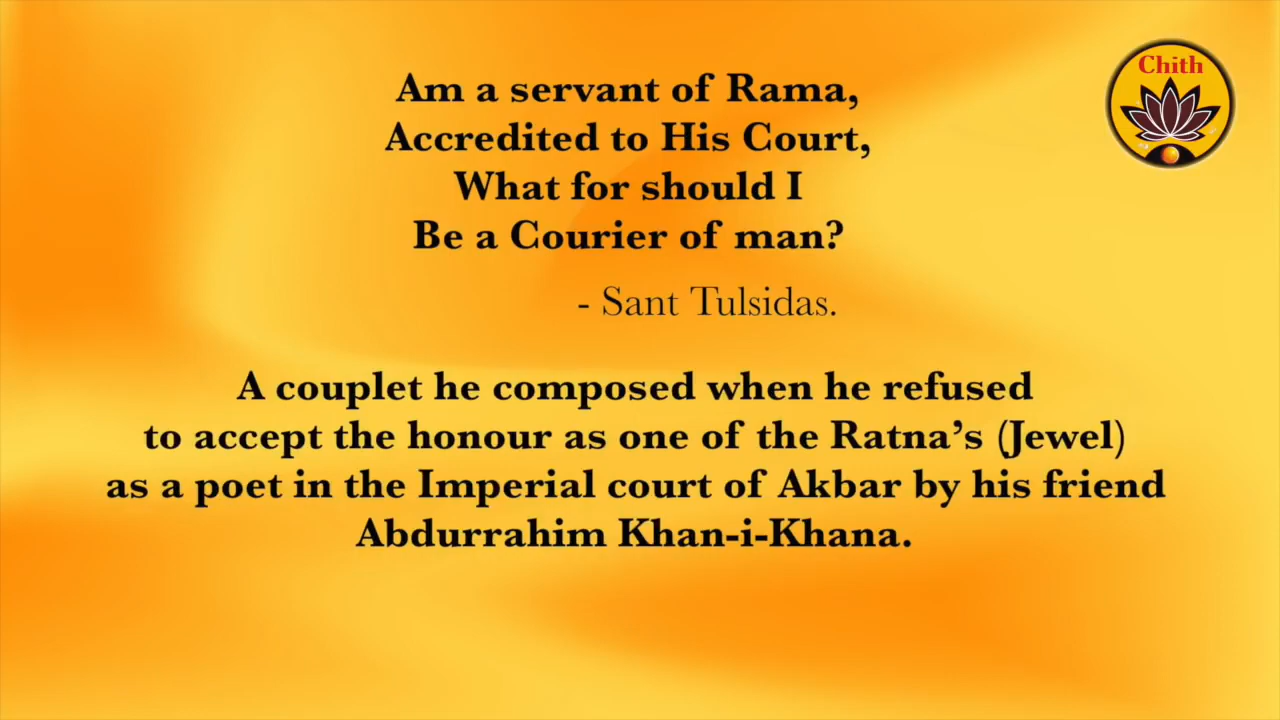 Chith
Am a servant of Rama,
Accredited to His Court,
What for should I
Be a Courier of man?
- Sant Tulsidas.
A couplet he composed when he refused
to accept the honour as one of the Ratna’s (Jewel)
as a poet in the Imperial court of Akbar by his friend
Abdurrahim Khan-i-Khana.